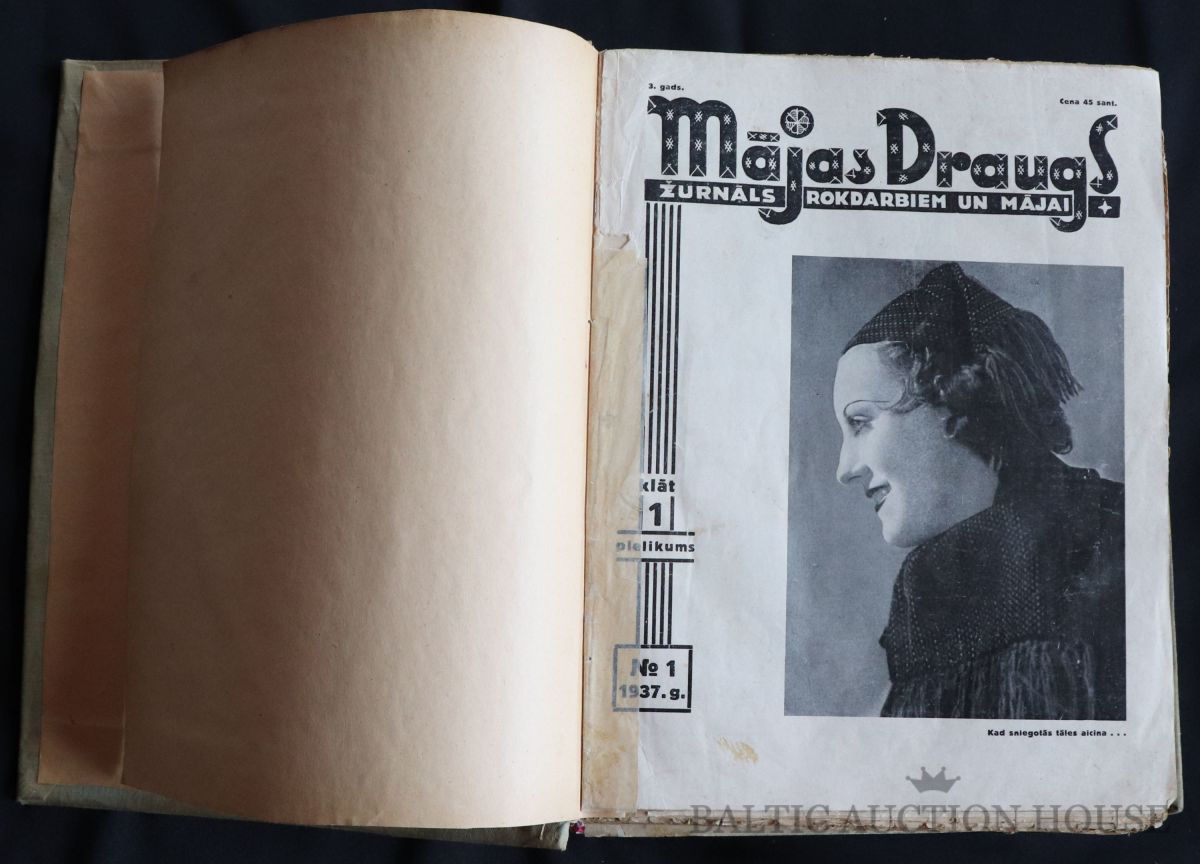 3. gads.
Cena 45 sant.
Mājas Draugs
ŽURNĀLS ROKDARBIEM UN MĀJAI
klāt
1
pielikums
№ 1
1937. g.
Kad sniegotās tāles aicina . . .
BALTIC AUCTION HOUSE